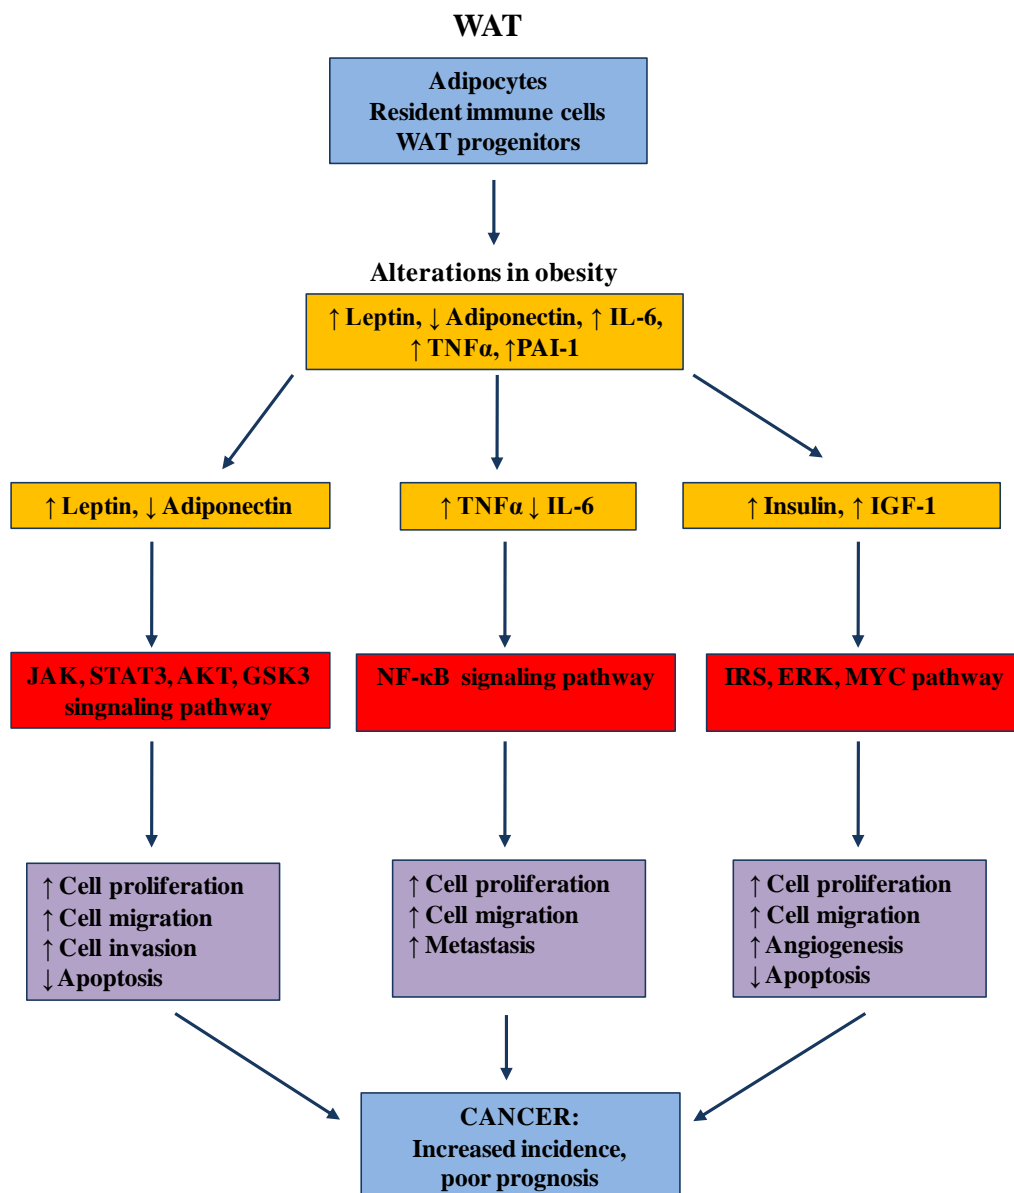 WAT
Adipocytes
Resident immune cells
WAT progenitors
Alterations in obesity
↑ Leptin, ↓ Adiponectin, ↑ IL-6,
↑ TNFα, ↑PAI-1
↑ Leptin, ↓ Adiponectin
↑ TNFα ↓ IL-6
↑ Insulin, ↑ IGF-1
JAK, STAT3, AKT, GSK3
singnaling pathway
NF-κB signaling pathway
IRS, ERK, MYC pathway
↑ Cell proliferation
↑ Cell migration
↑ Cell invasion
↓ Apoptosis
↑ Cell proliferation
↑ Cell migration
↑ Metastasis
↑ Cell proliferation
↑ Cell migration
↑ Angiogenesis
↓ Apoptosis
CANCER:
Increased incidence,
poor prognosis